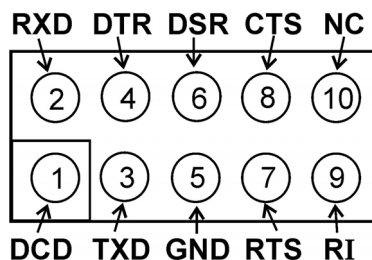 RXD DTR DSR CTS NC
2 4 6 8 10
1 3 5 7 9
DCD TXD GND RTS RI